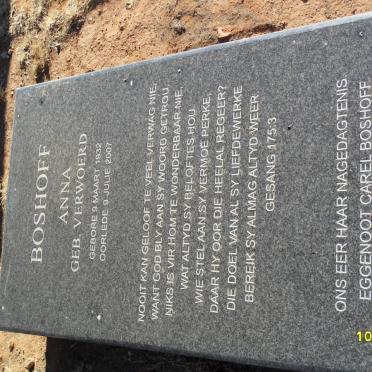 BOSHOFF
ANNA
GEB. VERWOERD
GEBORE 9 MAART 1932
OORLEDE 9 JULIE 2007
NOOIT KAN GELOOF TE VEEL VERWAG NIE,
WANT GOD BLY AAN SY WOORD GETROU
NIKS IS VIR HOM TE WONDERBAAR NIE,
WAT ALTYD SY BELOFTES HOU
WIE STEL AAN SY VERMOË PERKE,
DAAR HY OOR DIE HEELAL REGEER?
DIE DOEL VAN AL SY LIEFDEWERKE
BEREIK SY ALMAG ALTYD WEER.
GESANG 175:3
ONS EER HAAR NAGEDAGTENIS
EGGENOOT CAREL BOSHOFF
10